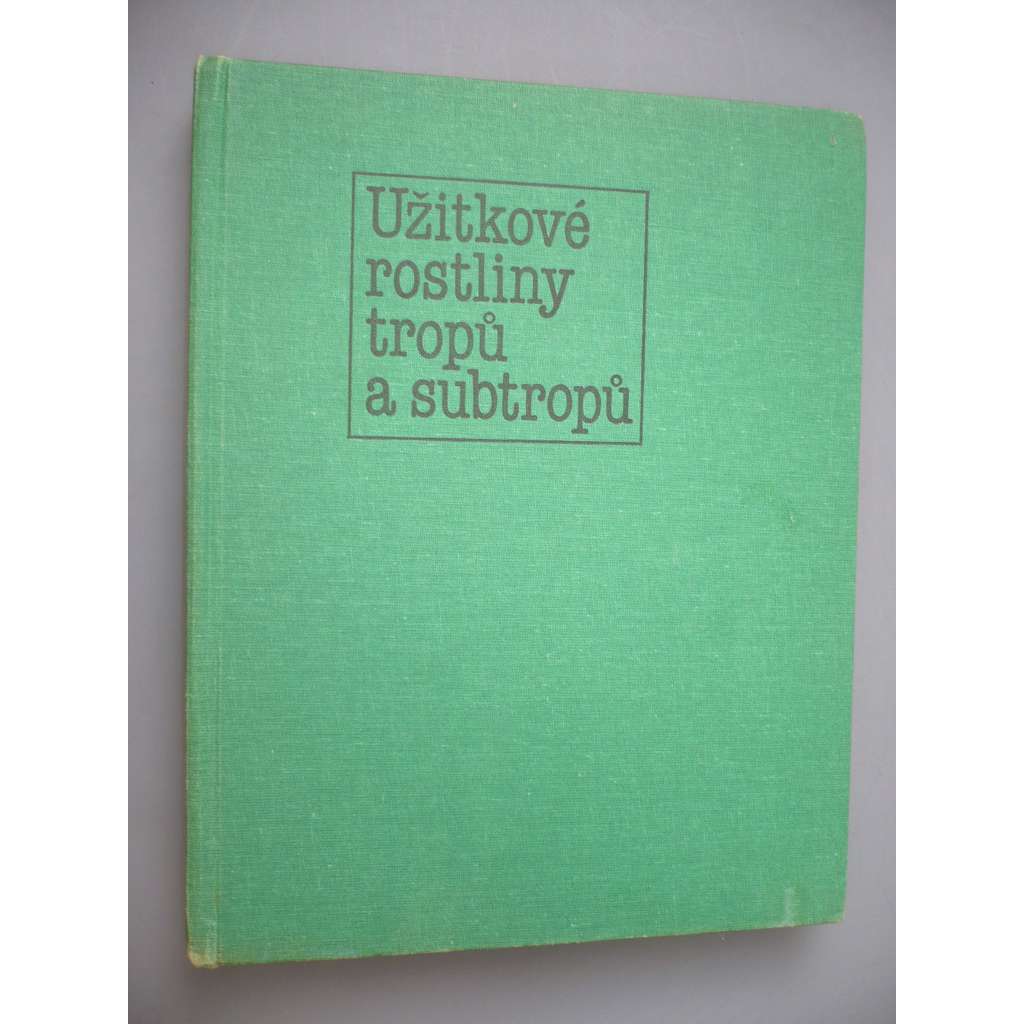 Užitkové
rostliny
tropů
a subtropů